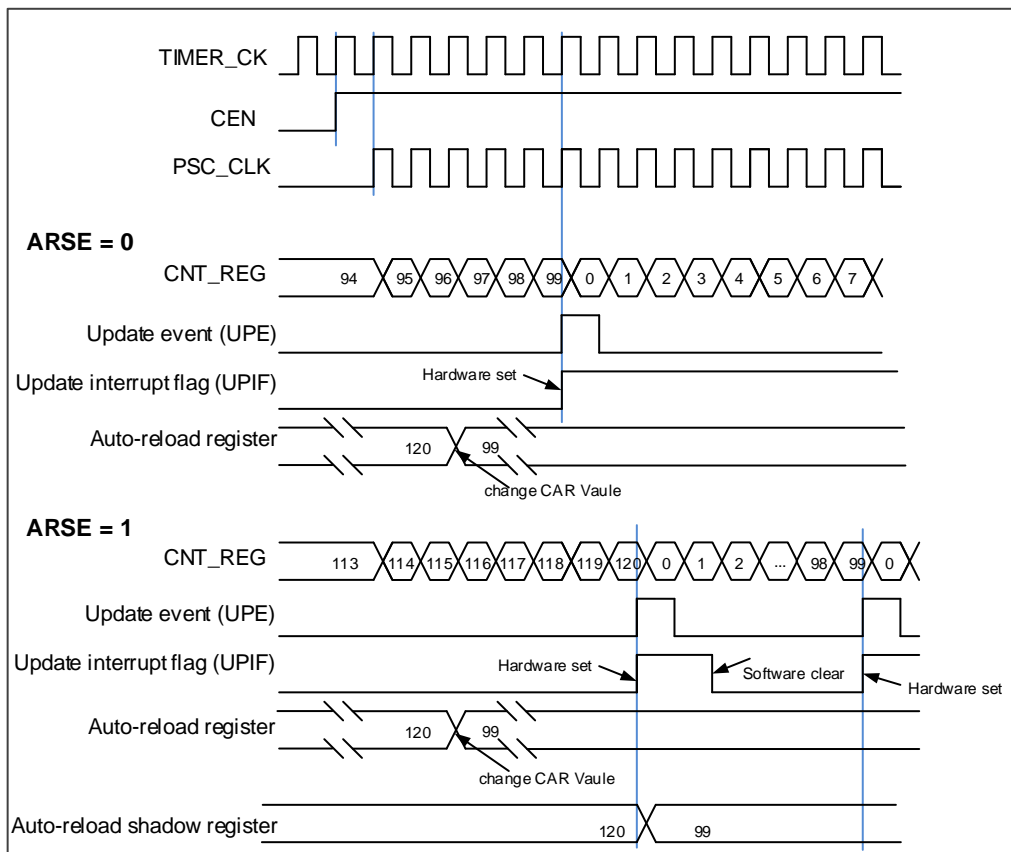 TIMER_CK
CEN
PSC_CLK
ARSE = 0
CNT_REG 94 95 96 97 98 99 0 1 2 3 4 5 6 7
Update event (UPE)
Hardware set
Update interrupt flag (UPIF)
Auto-reload register
120 99
change CAR Vaule
ARSE = 1
CNT_REG 113 114 115 116 117 118 119 120 0 1 2 ... 98 99 0
Update event (UPE)
Update interrupt flag (UPIF) Hardware set Software clear
Hardware set
Auto-reload register
120 99
change CAR Vaule
Auto-reload shadow register 120 99